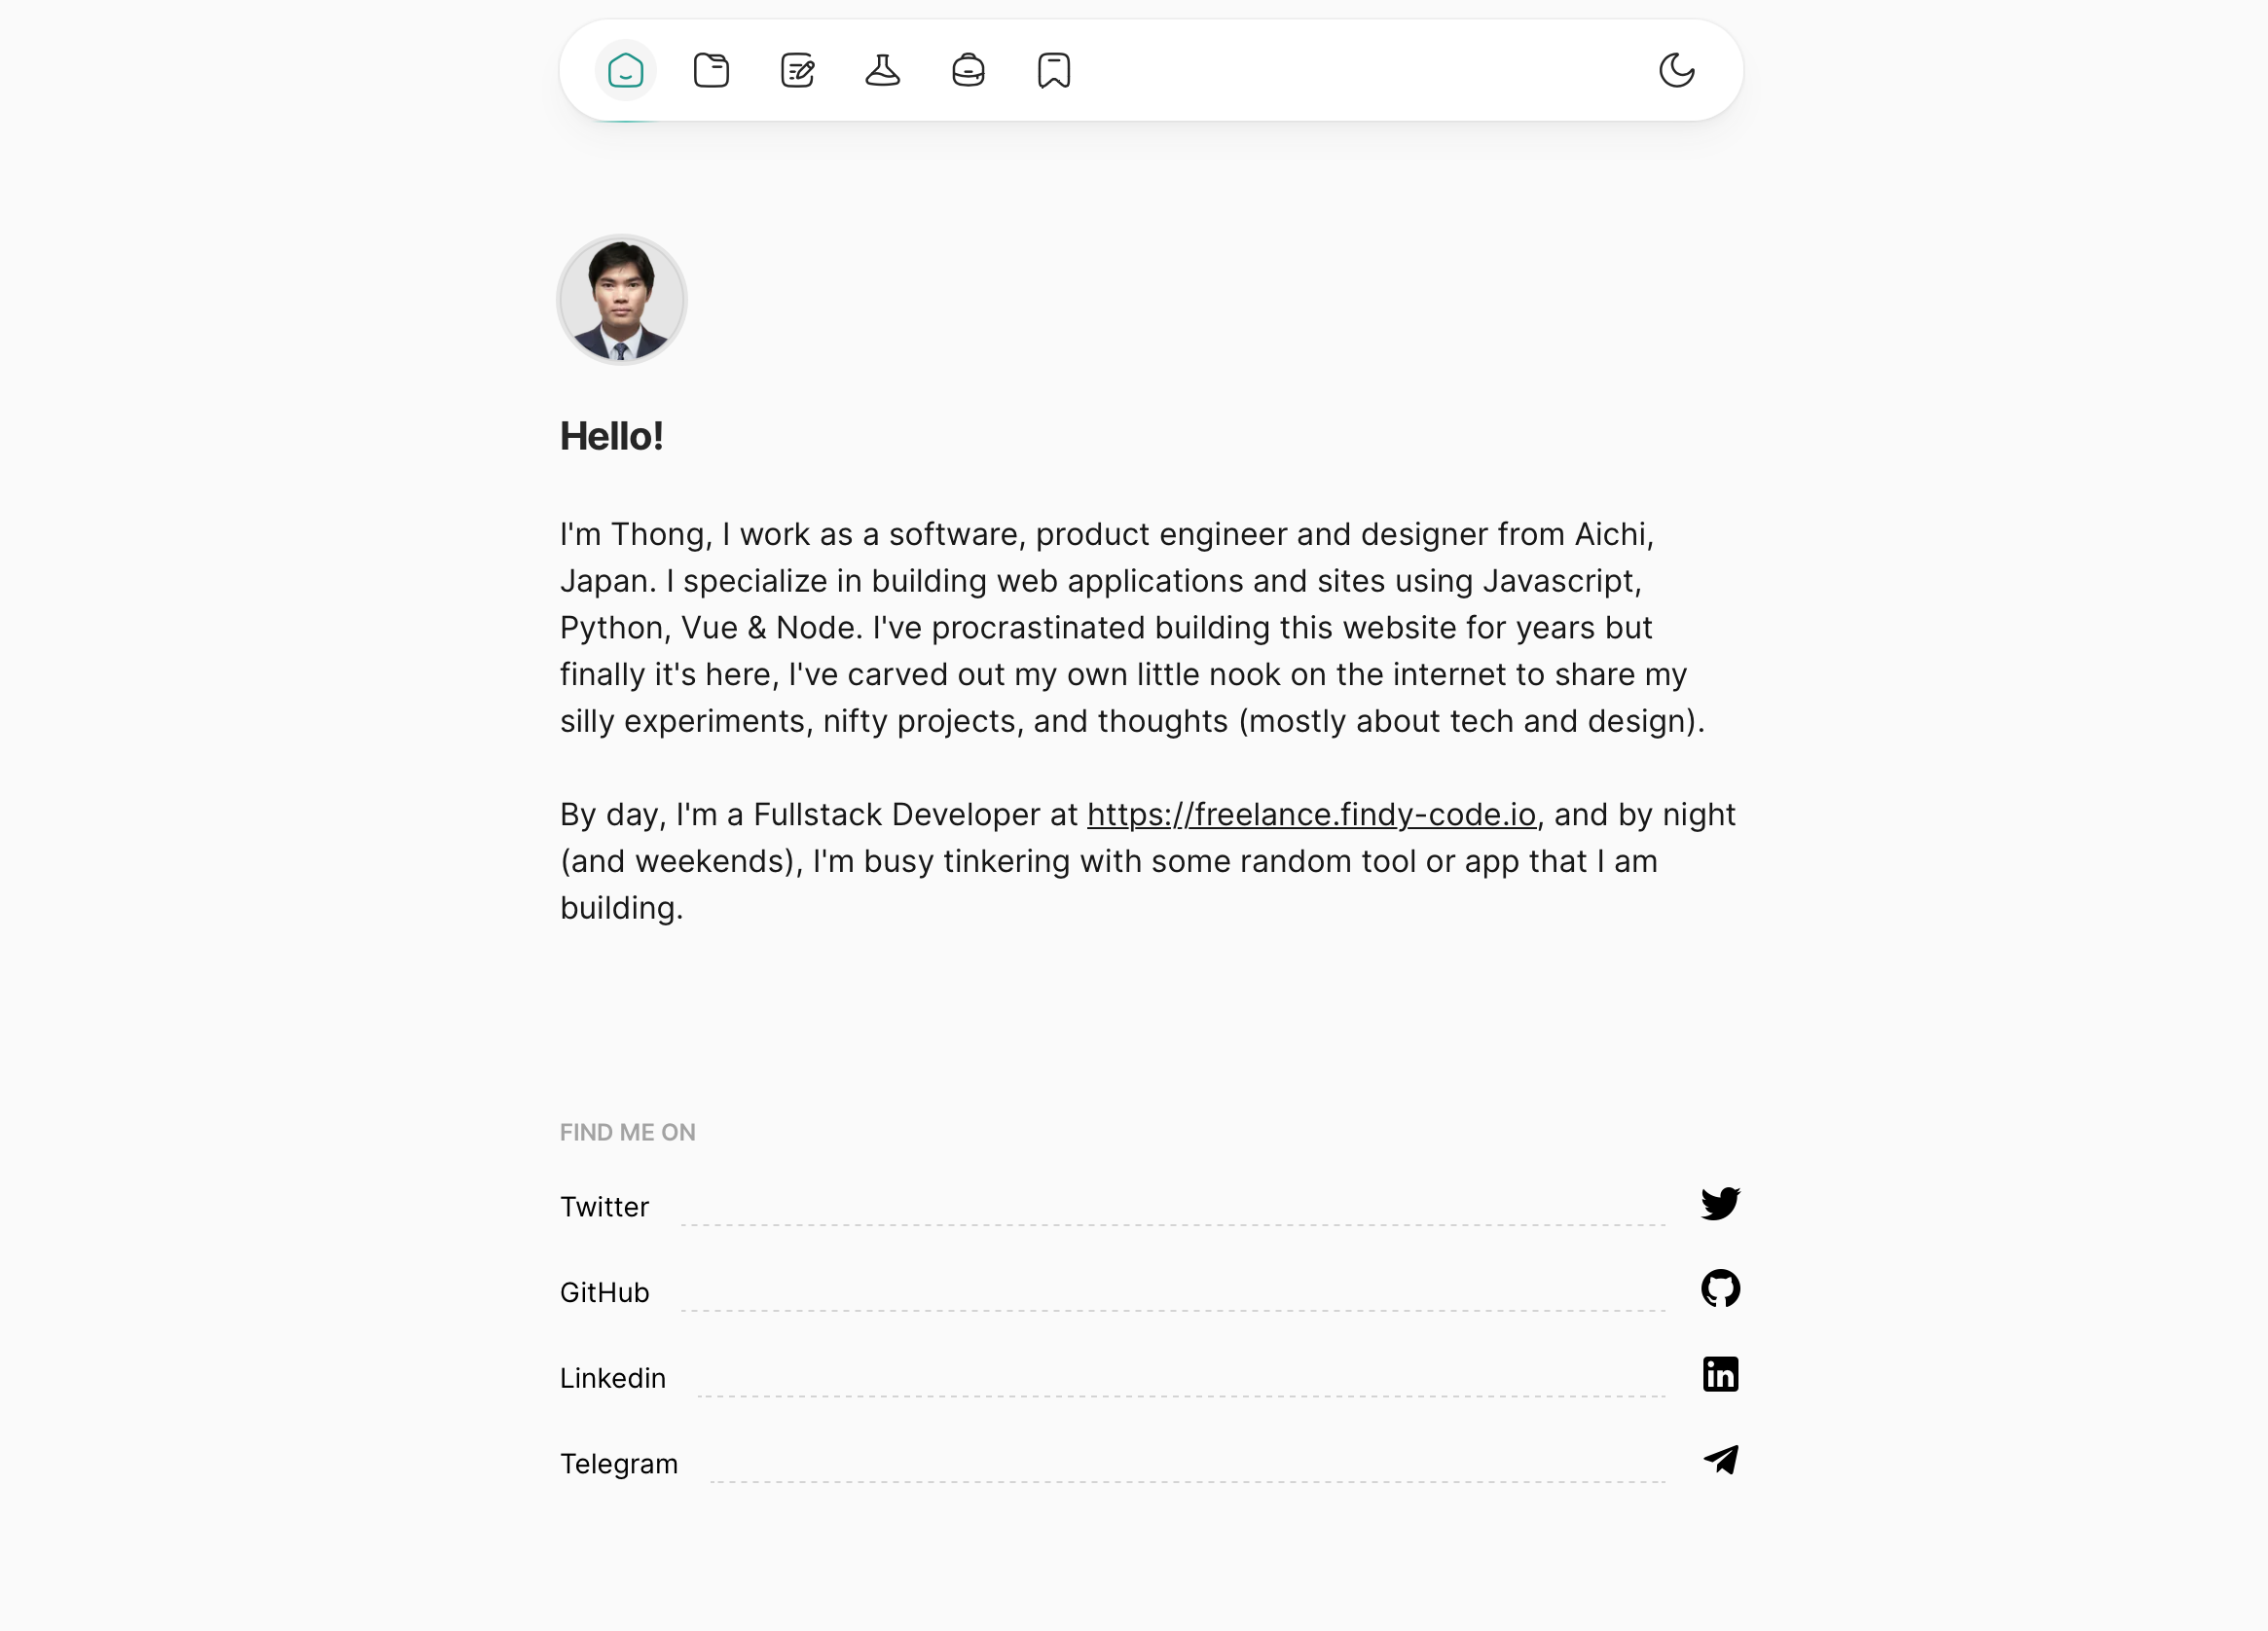 Hello!
I'm Thong, I work as a software, product engineer and designer from Aichi,
Japan. I specialize in building web applications and sites using Javascript,
Python, Vue & Node. I've procrastinated building this website for years but
finally it's here, I've carved out my own little nook on the internet to share my
silly experiments, nifty projects, and thoughts (mostly about tech and design).
By day, I'm a Fullstack Developer at https://freelance.findy-code.io, and by night
(and weekends), I'm busy tinkering with some random tool or app that I am
building.
FIND ME ON
Twitter
GitHub
Linkedin
in
Telegram